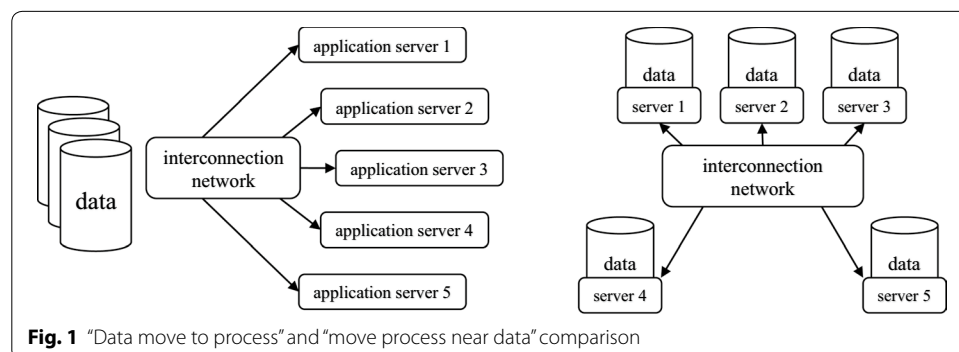 application server 1
application server 2
interconnection
network
application server 3
data
application server 4
application server 5
data
server 1
data
server 2
data
server 3
interconnection
network
data
server 4
data
server 5
Fig. 1 "Data move to process" and "move process near data" comparison